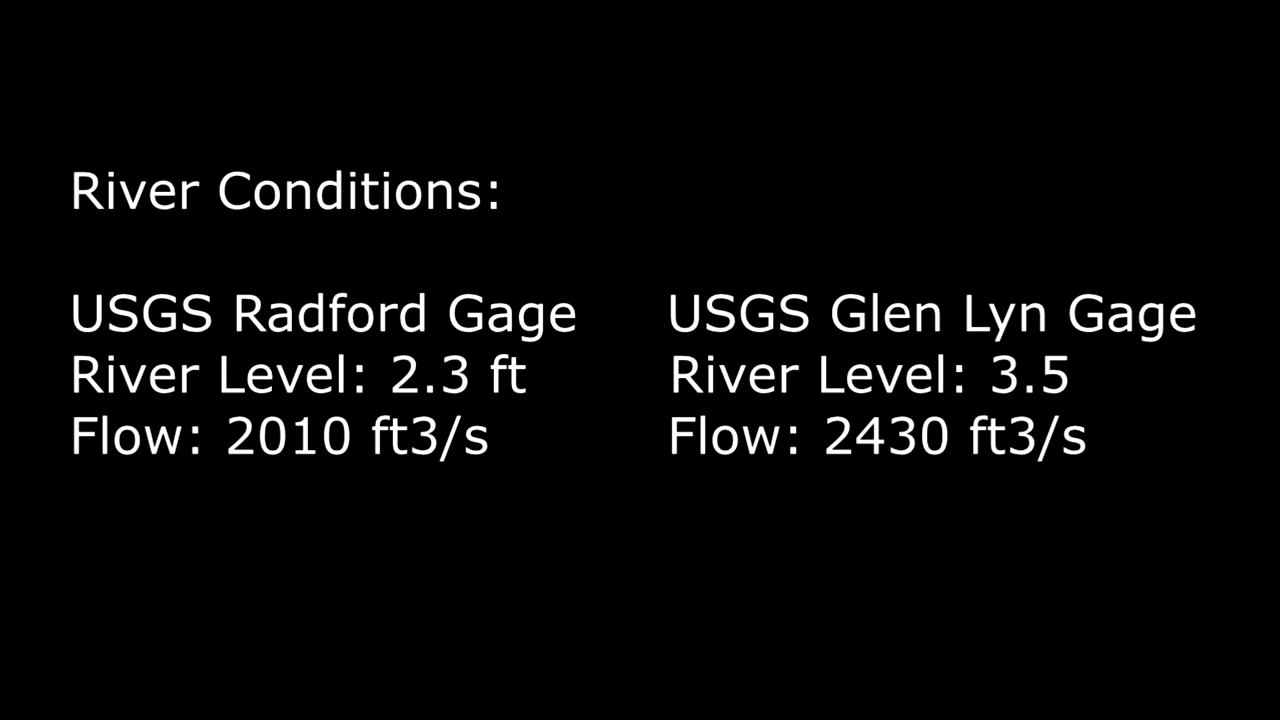 River Conditions:
USGS Radford Gage
River Level: 2.3 ft
Flow: 2010 ft3/s
USGS Glen Lyn Gage
River Level: 3.5
Flow: 2430 ft3/s